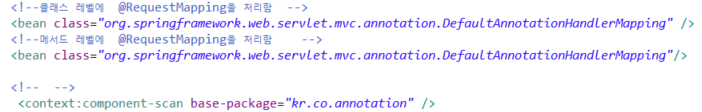 <!--클래스 레벨에  @RequestMapping을 처리함  -->
<bean class="org.springframework.web.servlet.mvc.annotation.DefaultAnnotationHandlerMapping" />
<!--메서드 레벨에  @RequestMapping을 처리함    -->
<bean class="org.springframework.web.servlet.mvc.annotation.DefaultAnnotationHandlerMapping"/>
<!--  -->
<context:component-scan base-package="kr.co.annotation" />